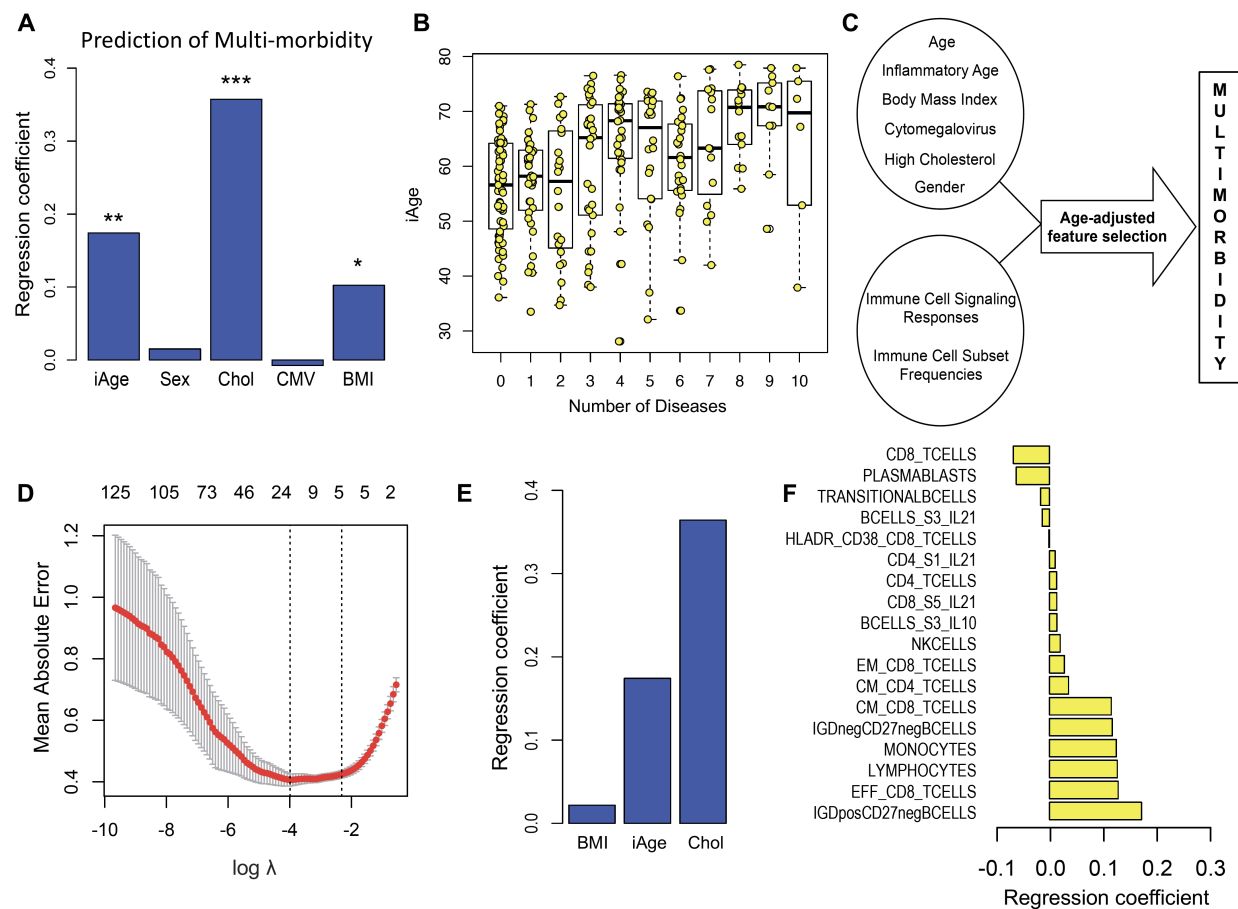 A
Prediction of Multi-morbidity
Regression coefficient
0.0 0.1 0.2 0.3 0.4
** *** *
iAge Sex Chol CMV BMI
B
iAge
80
70
60
50
40
30
0 1 2 3 4 5 6 7 8 9 10
Number of Diseases
C
Age
Inflammatory Age
Body Mass Index
Cytomegalovirus
High Cholesterol
Gender
Immune Cell Signaling
Responses
Immune Cell Subset
Frequencies
Age-adjusted
feature selection
MULTIMORBIDITY
D
125 105 73 46 24 9 5 5 2
Mean Absolute Error
0.4 0.6 0.8 1.0 1.2
-10 -8 -6 -4 -2
log λ
E
Regression coefficient
0.0 0.1 0.2 0.3 0.4
BMI iAge Chol
F
CD8_TCELLS
PLASMABLASTS
TRANSITIONALBCELLS
BCELLS_S3_IL21
HLADR_CD38_CD8_TCELLS
CD4_S1_IL21
CD4_TCELLS
CD8_S5_IL21
BCELLS_S3_IL10
NKCELLS
EM_CD8_TCELLS
CM_CD4_TCELLS
CM_CD8_TCELLS
IGDnegCD27negBCELLS
MONOCYTES
LYMPHOCYTES
EFF_CD8_TCELLS
IGDposCD27negBCELLS
-0.1 0.0 0.1 0.2 0.3
Regression coefficient